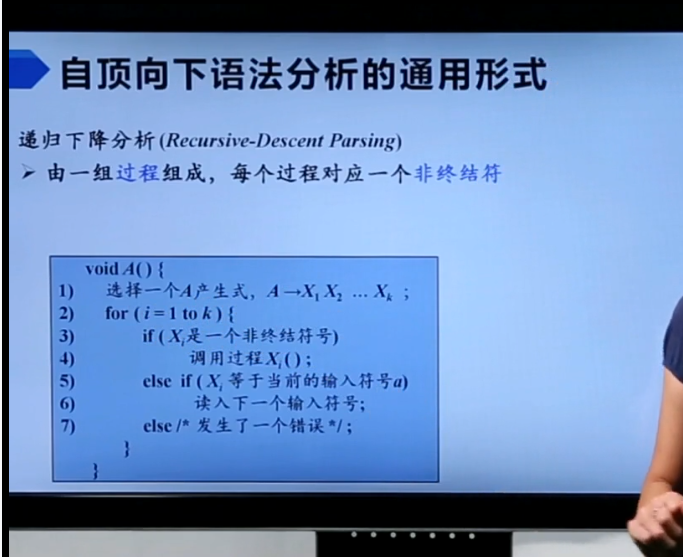 自顶向下语法分析的通用形式
递归下降分析(Recursive-Descent Parsing)
➢ 由一组过程组成，每个过程对应一个非终结符
void A( ) {
1) 选择一个A产生式，A→X₁ X₂ … Xₖ ；
2) for ( i = 1 to k ) {
3) if ( Xᵢ是一个非终结符号)
4) 调用过程Xᵢ( ) ;
5) else if ( Xᵢ 等于当前的输入符号a)
6) 读入下一个输入符号;
7) else /* 发生了一个错误 */ ;
}
}